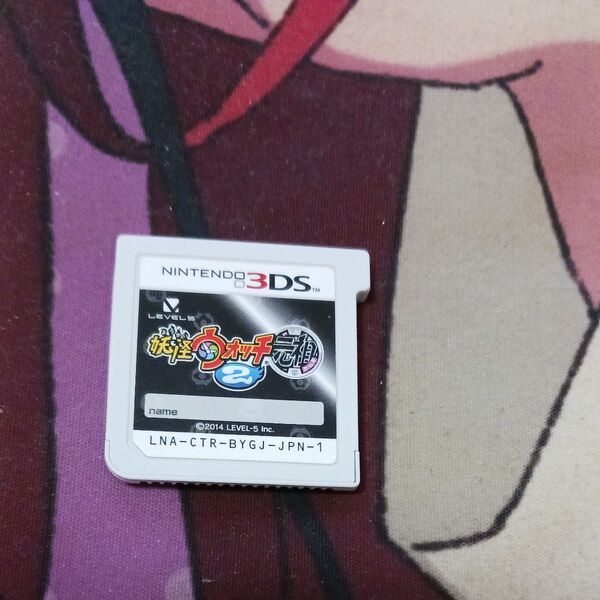 NINTENDO 3DS™
LEVEL5
妖怪ウォッチ2 元祖
name
©2014 LEVEL-5 Inc.
LNA-CTR-BYGJ-JPN-1